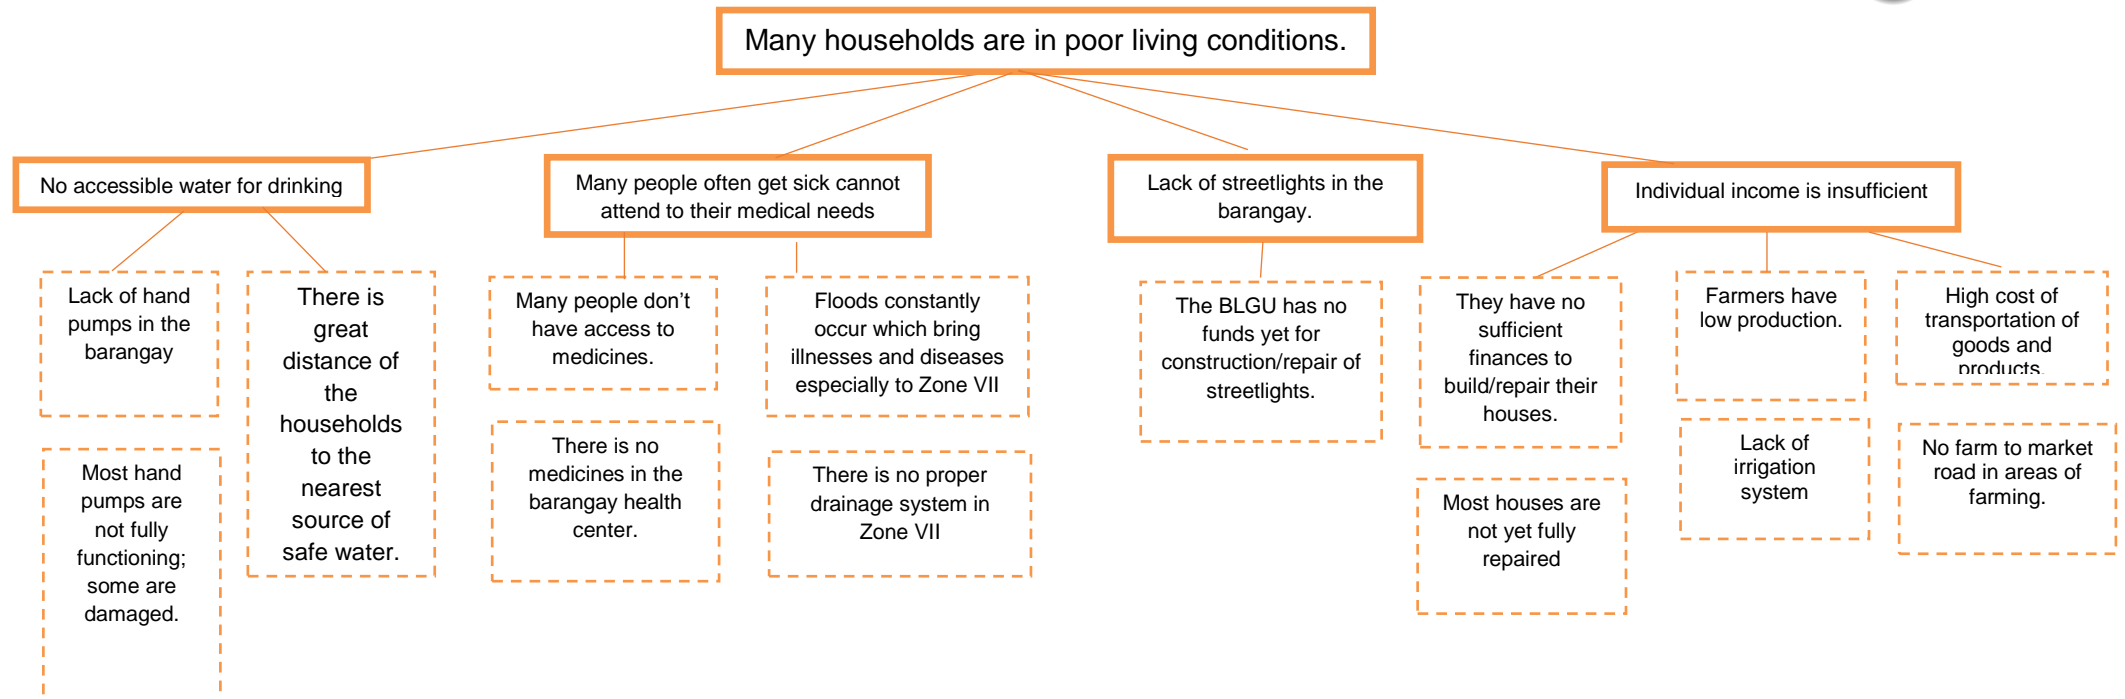 Many households are in poor living conditions.
No accessible water for drinking
Many people often get sick cannot
attend to their medical needs
Lack of streetlights in the
barangay.
Individual income is insufficient
Lack of hand
pumps in the
barangay
There is
great
distance of
the
households
to the
nearest
source of
safe water.
Many people don’t
have access to
medicines.
Floods constantly
occur which bring
illnesses and diseases
especially to Zone VII
The BLGU has no
funds yet for
construction/repair of
streetlights.
They have no
sufficient
finances to
build/repair their
houses.
Farmers have
low production.
High cost of
transportation of
goods and
products.
Most hand
pumps are
not fully
functioning;
some are
damaged.
There is no
medicines in the
barangay health
center.
There is no proper
drainage system in
Zone VII
Most houses are
not yet fully
repaired
Lack of
irrigation
system
No farm to market
road in areas of
farming.